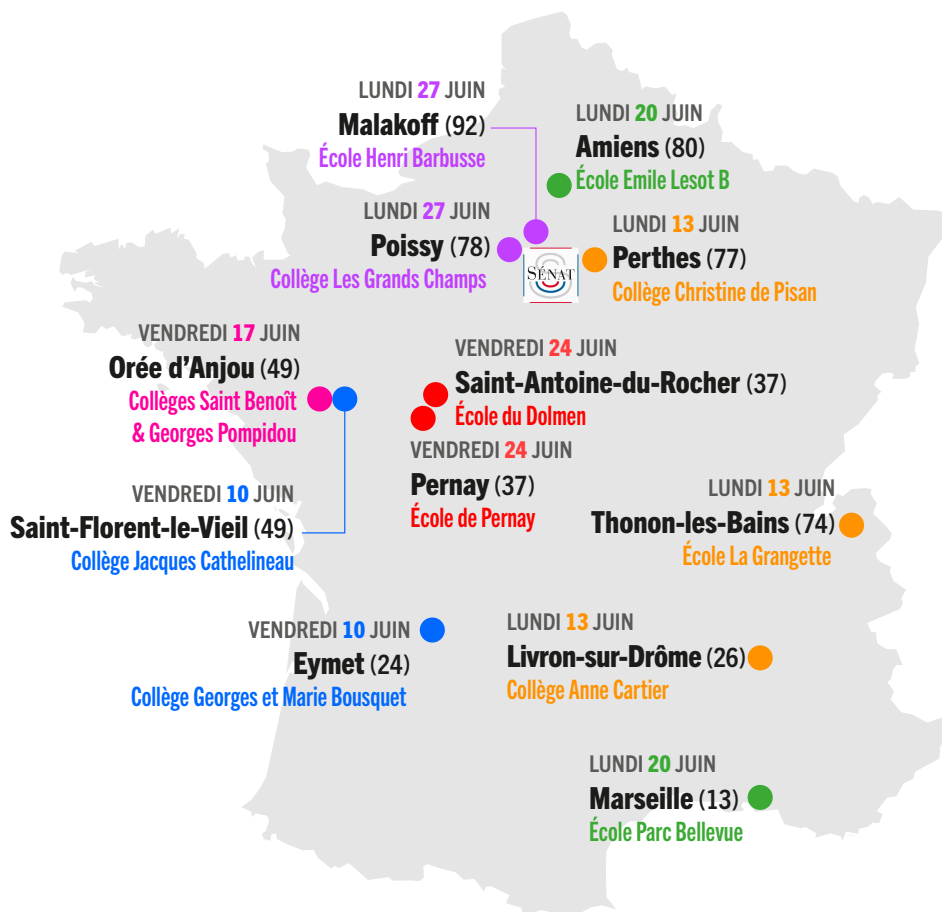 LUNDI 27 JUIN
Malakoff (92)
École Henri Barbusse
LUNDI 20 JUIN
Amiens (80)
École Emile Lesot B
LUNDI 27 JUIN
Poissy (78)
Collège Les Grands Champs
SÉNAT
LUNDI 13 JUIN
Perthes (77)
Collège Christine de Pisan
VENDREDI 17 JUIN
Orée d'Anjou (49)
Collèges Saint Benoît
& Georges Pompidou
VENDREDI 24 JUIN
Saint-Antoine-du-Rocher (37)
École du Dolmen
VENDREDI 24 JUIN
Pernay (37)
École de Pernay
VENDREDI 10 JUIN
Saint-Florent-le-Vieil (49)
Collège Jacques Cathelineau
LUNDI 13 JUIN
Thonon-les-Bains (74)
École La Grangette
VENDREDI 10 JUIN
Eymet (24)
Collège Georges et Marie Bousquet
LUNDI 13 JUIN
Livron-sur-Drôme (26)
Collège Anne Cartier
LUNDI 20 JUIN
Marseille (13)
École Parc Bellevue